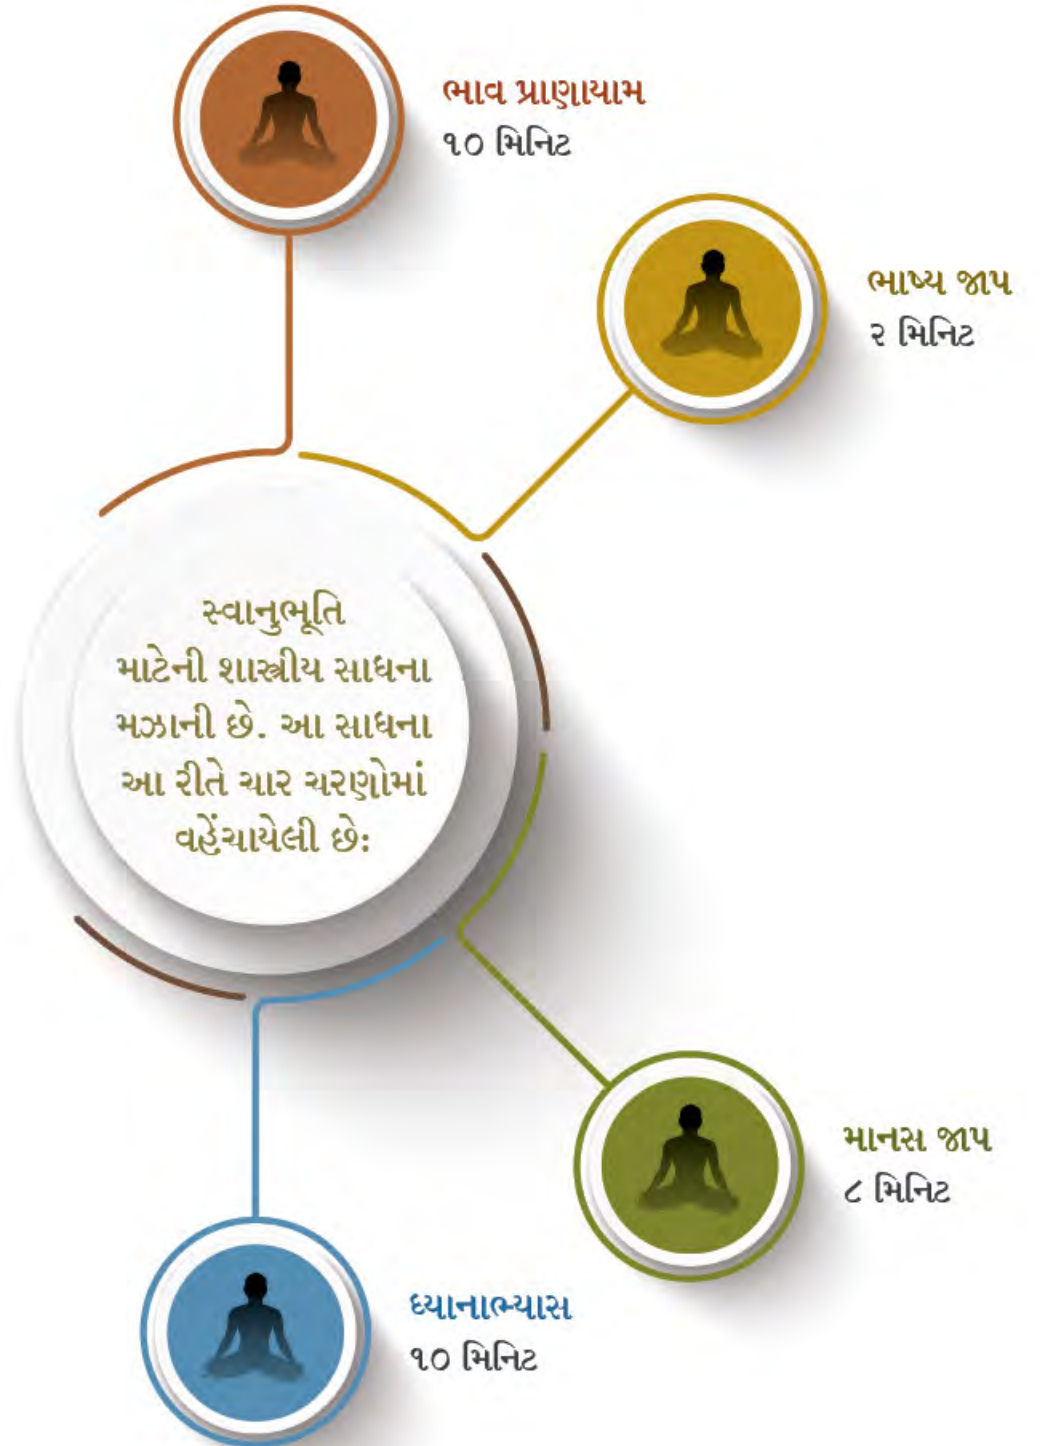 ભાવ પ્રાણાયામ
૧૦ મિનિટ
ભાષ્ય જાપ
૨ મિનિટ
સ્વાનુભૂતિ
માટેની શાસ્ત્રીય સાધના
મઝાની છે. આ સાધના
આ રીતે ચાર ચરણોમાં
વહેંચાયેલી છેઃ
માનસ જાપ
૮ મિનિટ
ધ્યાનાભ્યાસ
૧૦ મિનિટ